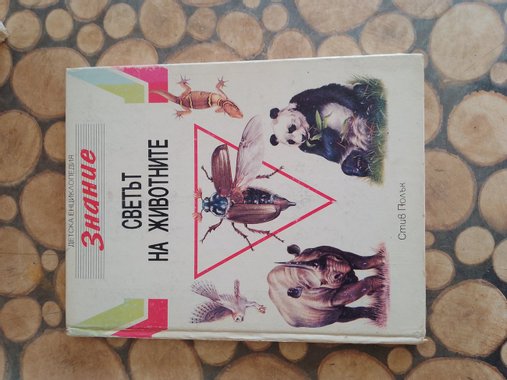 ДЕТСКА ЕНЦИКЛОПЕДИЯ
Знание
СВЕТЪТ
НА ЖИВОТНИТЕ
Стив Полък